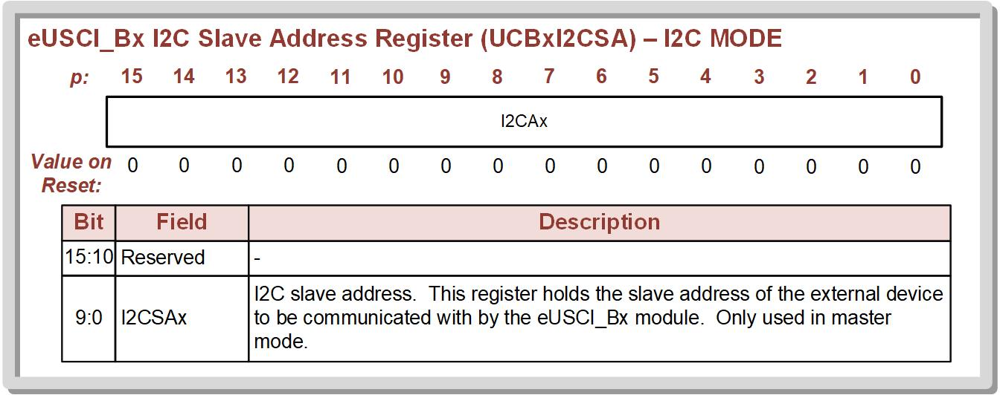 eUSCI_Bx I2C Slave Address Register (UCBxI2CSA) – I2C MODE
p: 15 14 13 12 11 10 9 8 7 6 5 4 3 2 1 0
I2CAx
Value on Reset: 0 0 0 0 0 0 0 0 0 0 0 0 0 0 0 0
Bit Field Description
15:10 Reserved -
9:0 I2CSAx I2C slave address. This register holds the slave address of the external device
to be communicated with by the eUSCI_Bx module. Only used in master
mode.